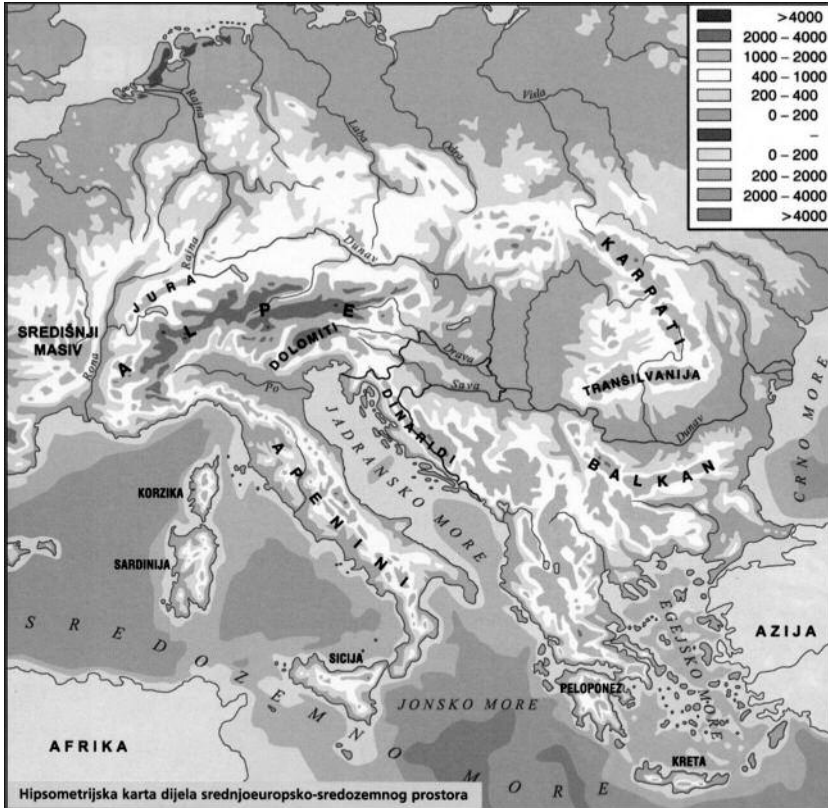 >4000
2000 – 4000
1000 – 2000
400 – 1000
200 – 400
0 – 200
–
0 – 200
200 – 2000
2000 – 4000
>4000
Rajna
Laba
Odra
Visla
Rajna
Dunav
KARPATI
JURA
ALPE
SREDIŠNJI
MASIV
Rona
DOLOMITI
Drava
Sava
TRANSILVANIJA
Po
DINARIDI
JADRANSKO MORE
Dunav
BALKAN
CRNO MORE
APENINI
KORZIKA
SARDINIJA
EGEJSKO MORE
AZIJA
SREDOZEMNO MORE
SICIJA
PELOPONEZ
JONSKO MORE
AFRIKA
KRETA
Hipsometrijska karta dijela srednjoeuropsko-sredozemnog prostora